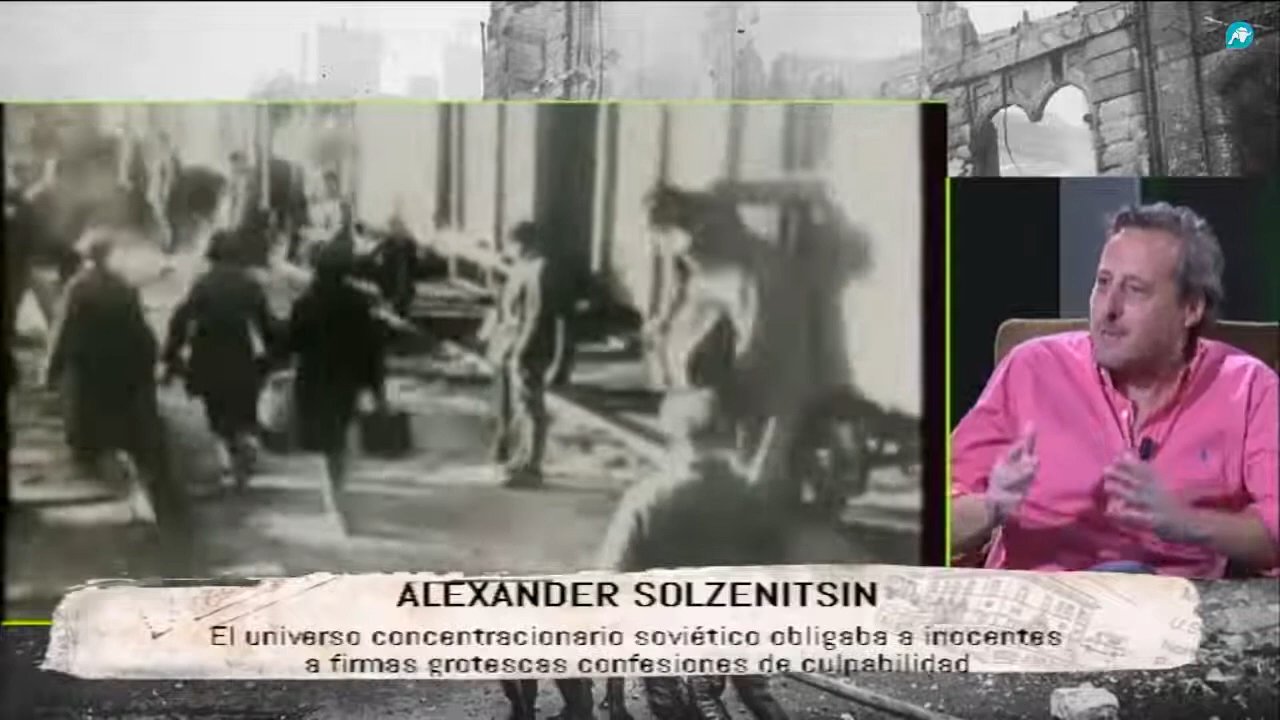 ALEXANDER SOLZENITSIN
El universo concentracionario soviético obligaba a inocentes
a firmas grotescas confesiones de culpabilidad